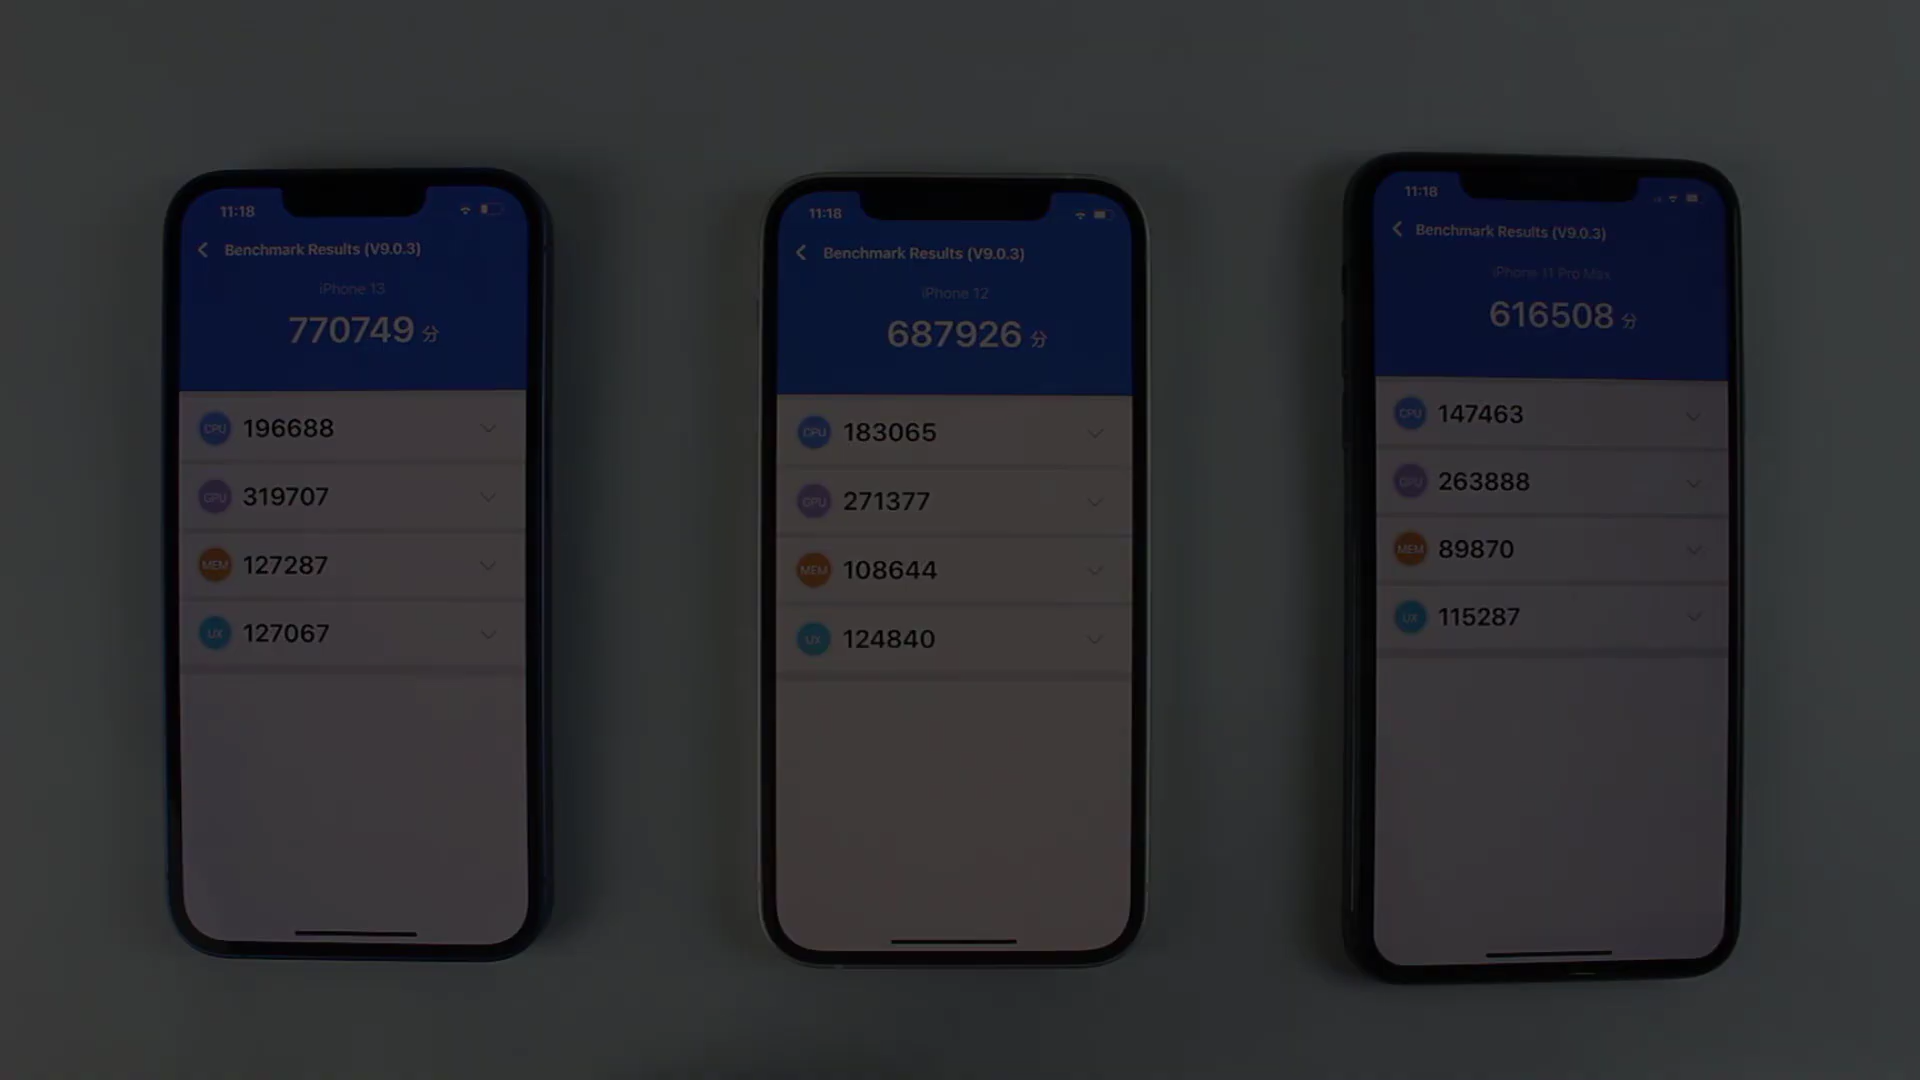 11:18
Benchmark Results (V9.0.3)
iPhone 13
770749 分
CPU 196688
GPU 319707
MEM 127287
UX 127067
11:18
Benchmark Results (V9.0.3)
iPhone 12
687926 分
CPU 183065
GPU 271377
MEM 108644
UX 124840
11:18
Benchmark Results (V9.0.3)
iPhone 11 Pro Max
616508 分
CPU 147463
GPU 263888
MEM 89870
UX 115287